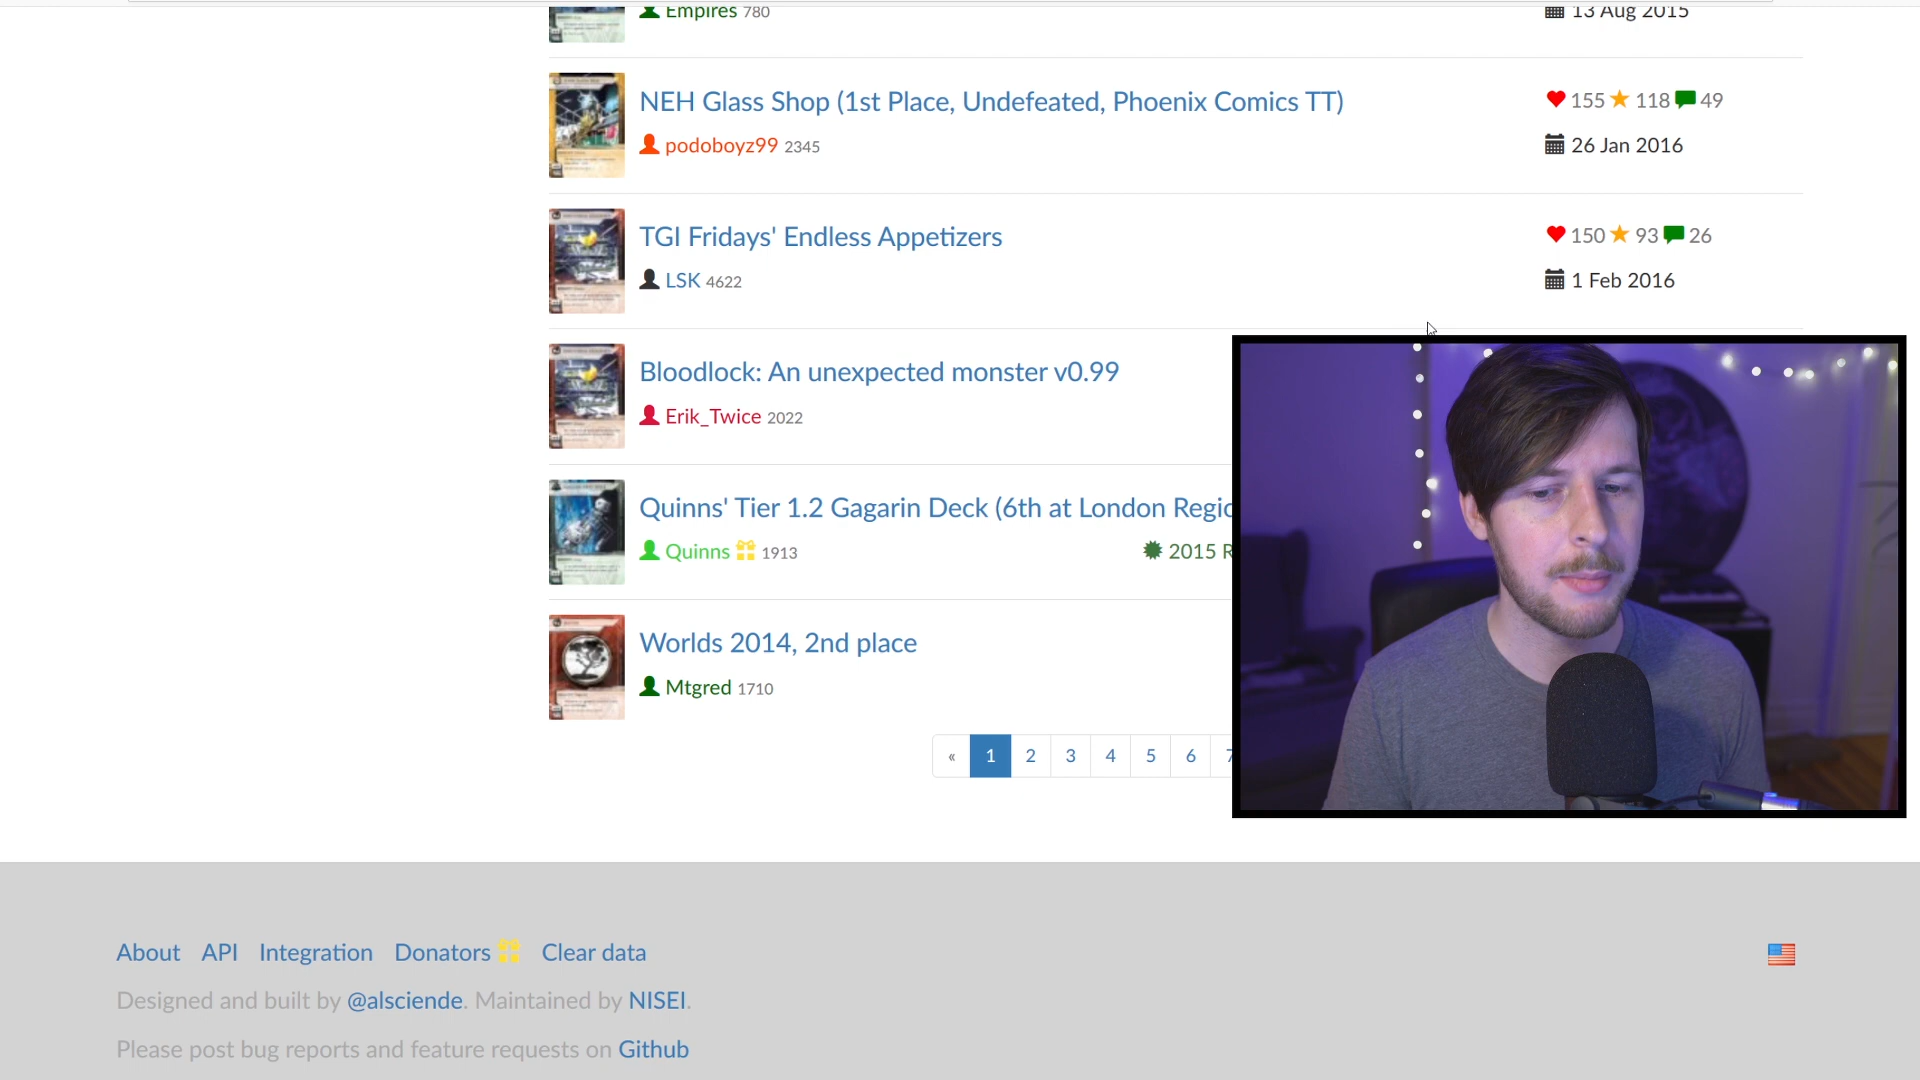 Empires 780
13 Aug 2015
NEH Glass Shop (1st Place, Undefeated, Phoenix Comics TT)
155 118 49
podoboyz99 2345
26 Jan 2016
TGI Fridays' Endless Appetizers
150 93 26
LSK 4622
1 Feb 2016
Bloodlock: An unexpected monster v0.99
Erik_Twice 2022
Quinns' Tier 1.2 Gagarin Deck (6th at London Regio
Quinns 1913
2015 R
Worlds 2014, 2nd place
Mtgred 1710
« 1 2 3 4 5 6 7
About API Integration Donators Clear data
Designed and built by @alsciende. Maintained by NISEI.
Please post bug reports and feature requests on Github